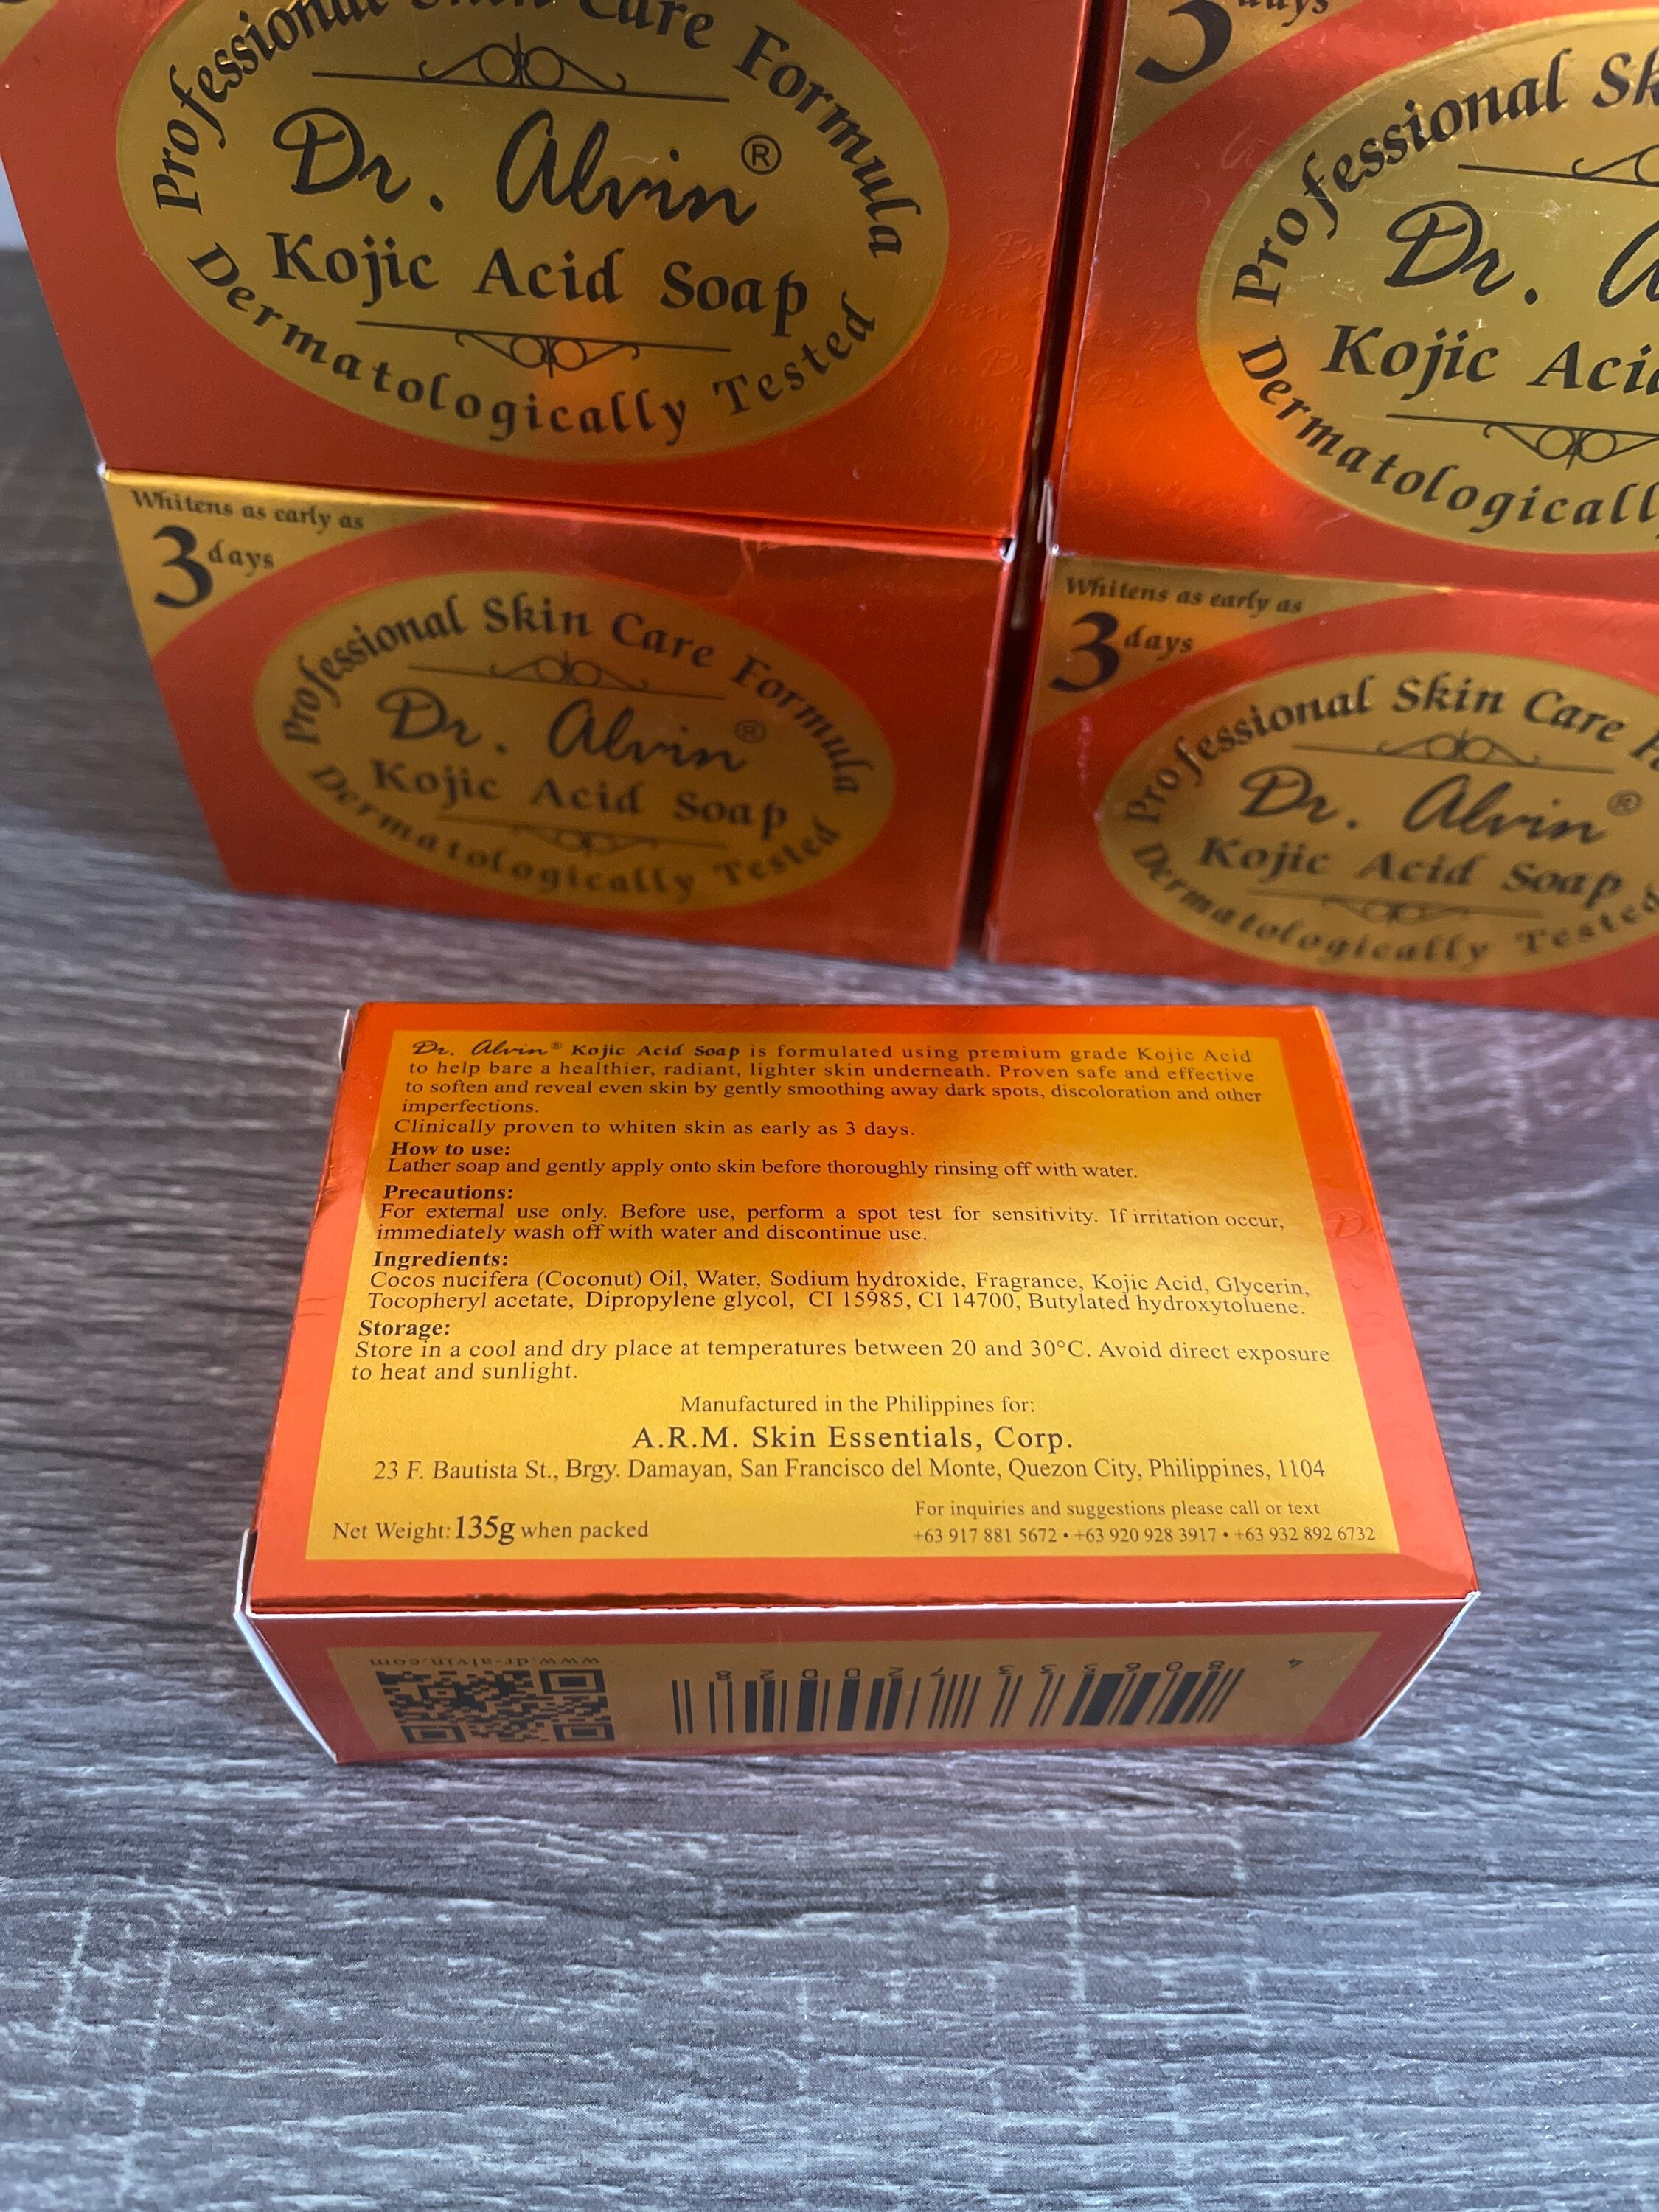 Professional Skin Care Formula
Dr. Alvin®
Kojic Acid Soap
Dermatologically Tested
3 days
Professional Sk
Dr. A
Kojic Aci
Dermatologically
Whitens as early as
3 days
Professional Skin Care Formula
Dr. Alvin®
Kojic Acid Soap
Dermatologically Tested
Whitens as early as
3 days
Professional Skin Care F
Dr. Alvin®
Kojic Acid Soap
Dermatologically Tested
Dr. Alvin® Kojic Acid Soap is formulated using premium grade Kojic Acid
to help bare a healthier, radiant, lighter skin underneath. Proven safe and effective
to soften and reveal even skin by gently smoothing away dark spots, discoloration and other
imperfections.
Clinically proven to whiten skin as early as 3 days.
How to use:
Lather soap and gently apply onto skin before thoroughly rinsing off with water.
Precautions:
For external use only. Before use, perform a spot test for sensitivity. If irritation occur,
immediately wash off with water and discontinue use.
Ingredients:
Cocos nucifera (Coconut) Oil, Water, Sodium hydroxide, Fragrance, Kojic Acid, Glycerin,
Tocopheryl acetate, Dipropylene glycol, CI 15985, CI 14700, Butylated hydroxytoluene.
Storage:
Store in a cool and dry place at temperatures between 20 and 30°C. Avoid direct exposure
to heat and sunlight.
Manufactured in the Philippines for:
A.R.M. Skin Essentials, Corp.
23 F. Bautista St., Brgy. Damayan, San Francisco del Monte, Quezon City, Philippines, 1104
Net Weight: 135g when packed
For inquiries and suggestions please call or text
+63 917 881 5672 • +63 920 928 3917 • +63 932 892 6732
www.dr-alvin.com